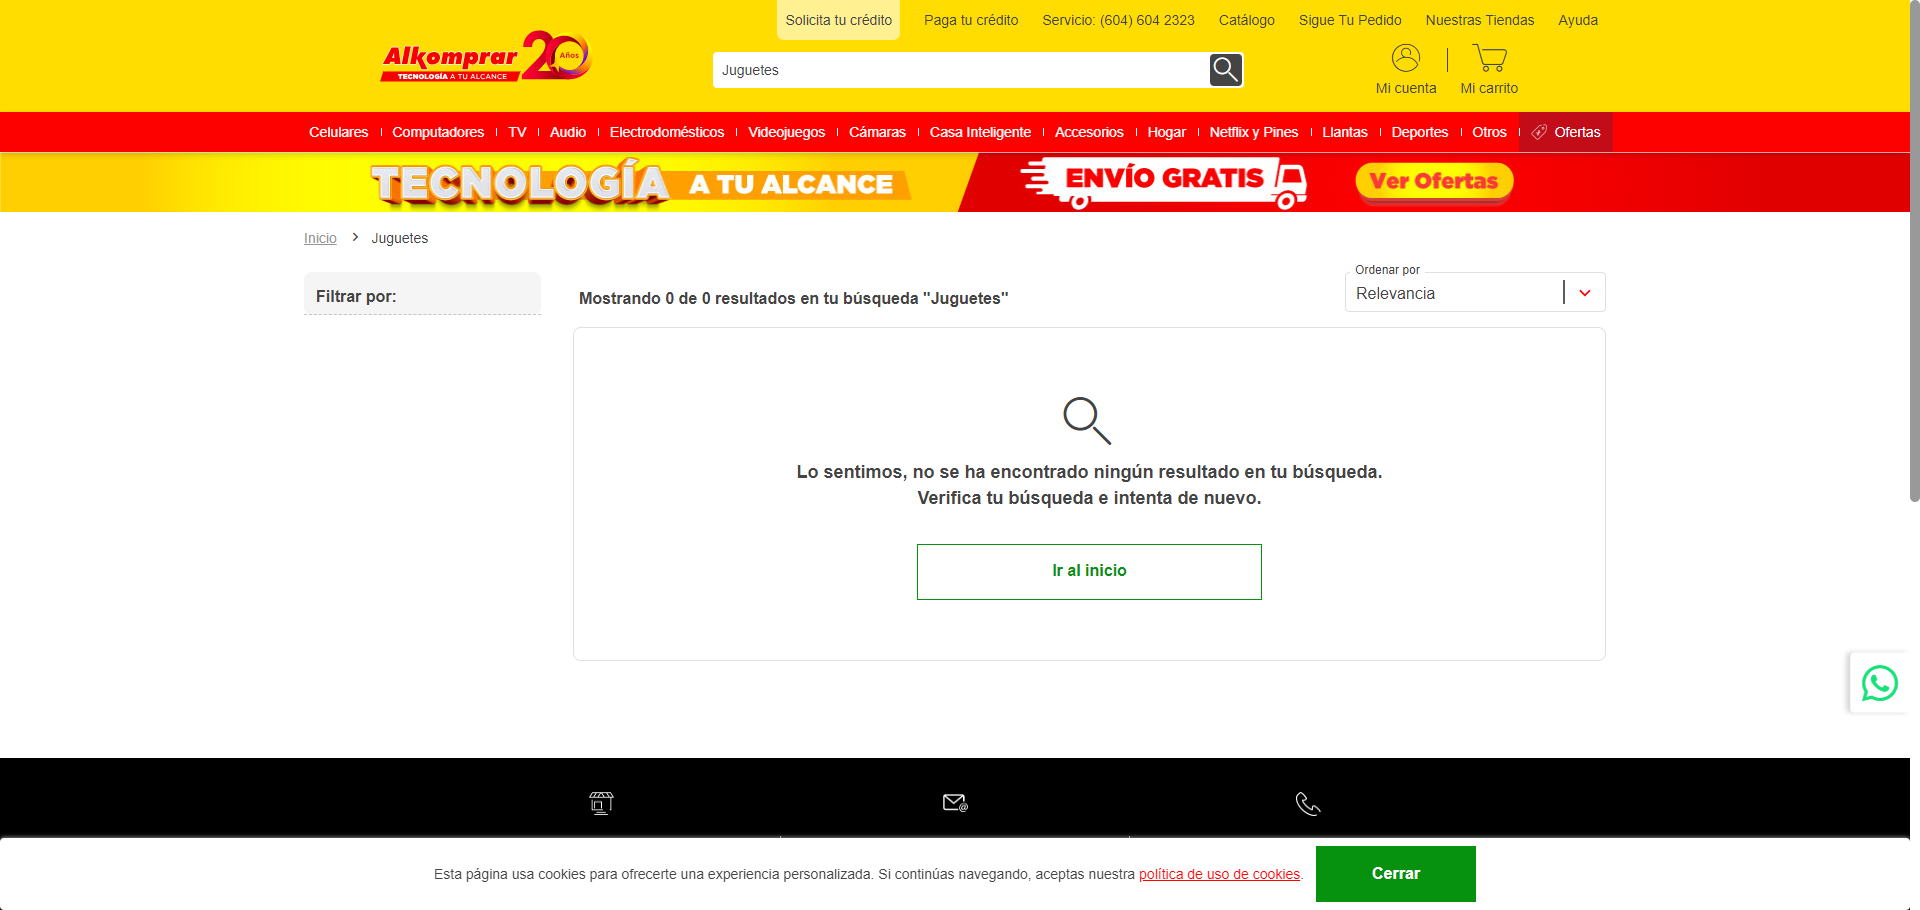 Solicita tu crédito
Paga tu crédito
Servicio: (604) 604 2323
Catálogo
Sigue Tu Pedido
Nuestras Tiendas
Ayuda
Alkomprar 20 Años
TECNOLOGÍA A TU ALCANCE
Juguetes
Mi cuenta
Mi carrito
Celulares
Computadores
TV
Audio
Electrodomésticos
Videojuegos
Cámaras
Casa Inteligente
Accesorios
Hogar
Netflix y Pines
Llantas
Deportes
Otros
Ofertas
TECNOLOGÍA A TU ALCANCE
ENVÍO GRATIS
Ver Ofertas
Inicio > Juguetes
Filtrar por:
Mostrando 0 de 0 resultados en tu búsqueda "Juguetes"
Ordenar por
Relevancia
Lo sentimos, no se ha encontrado ningún resultado en tu búsqueda.
Verifica tu búsqueda e intenta de nuevo.
Ir al inicio
Esta página usa cookies para ofrecerte una experiencia personalizada. Si continúas navegando, aceptas nuestra política de uso de cookies.
Cerrar